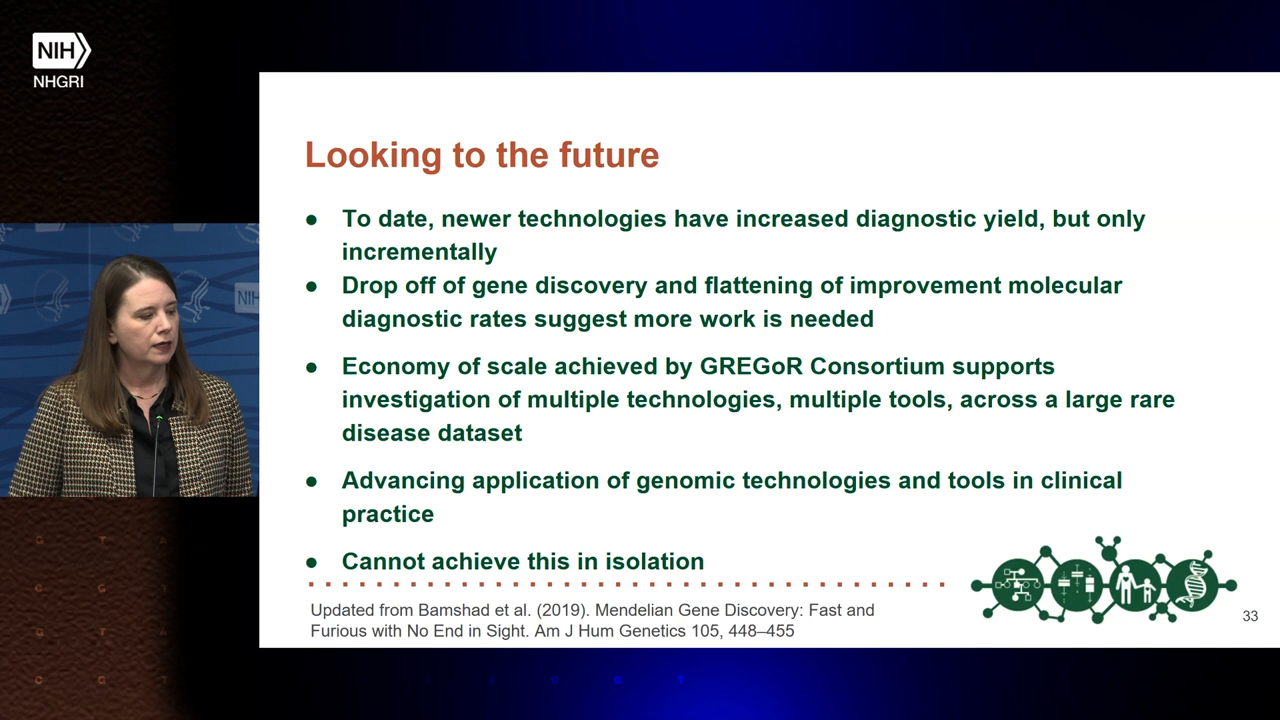 NIH
NHGRI
NIH
Looking to the future
● To date, newer technologies have increased diagnostic yield, but only
incrementally
● Drop off of gene discovery and flattening of improvement molecular
diagnostic rates suggest more work is needed
● Economy of scale achieved by GREGoR Consortium supports
investigation of multiple technologies, multiple tools, across a large rare
disease dataset
● Advancing application of genomic technologies and tools in clinical
practice
● Cannot achieve this in isolation
Updated from Bamshad et al. (2019). Mendelian Gene Discovery: Fast and
Furious with No End in Sight. Am J Hum Genetics 105, 448–455
33